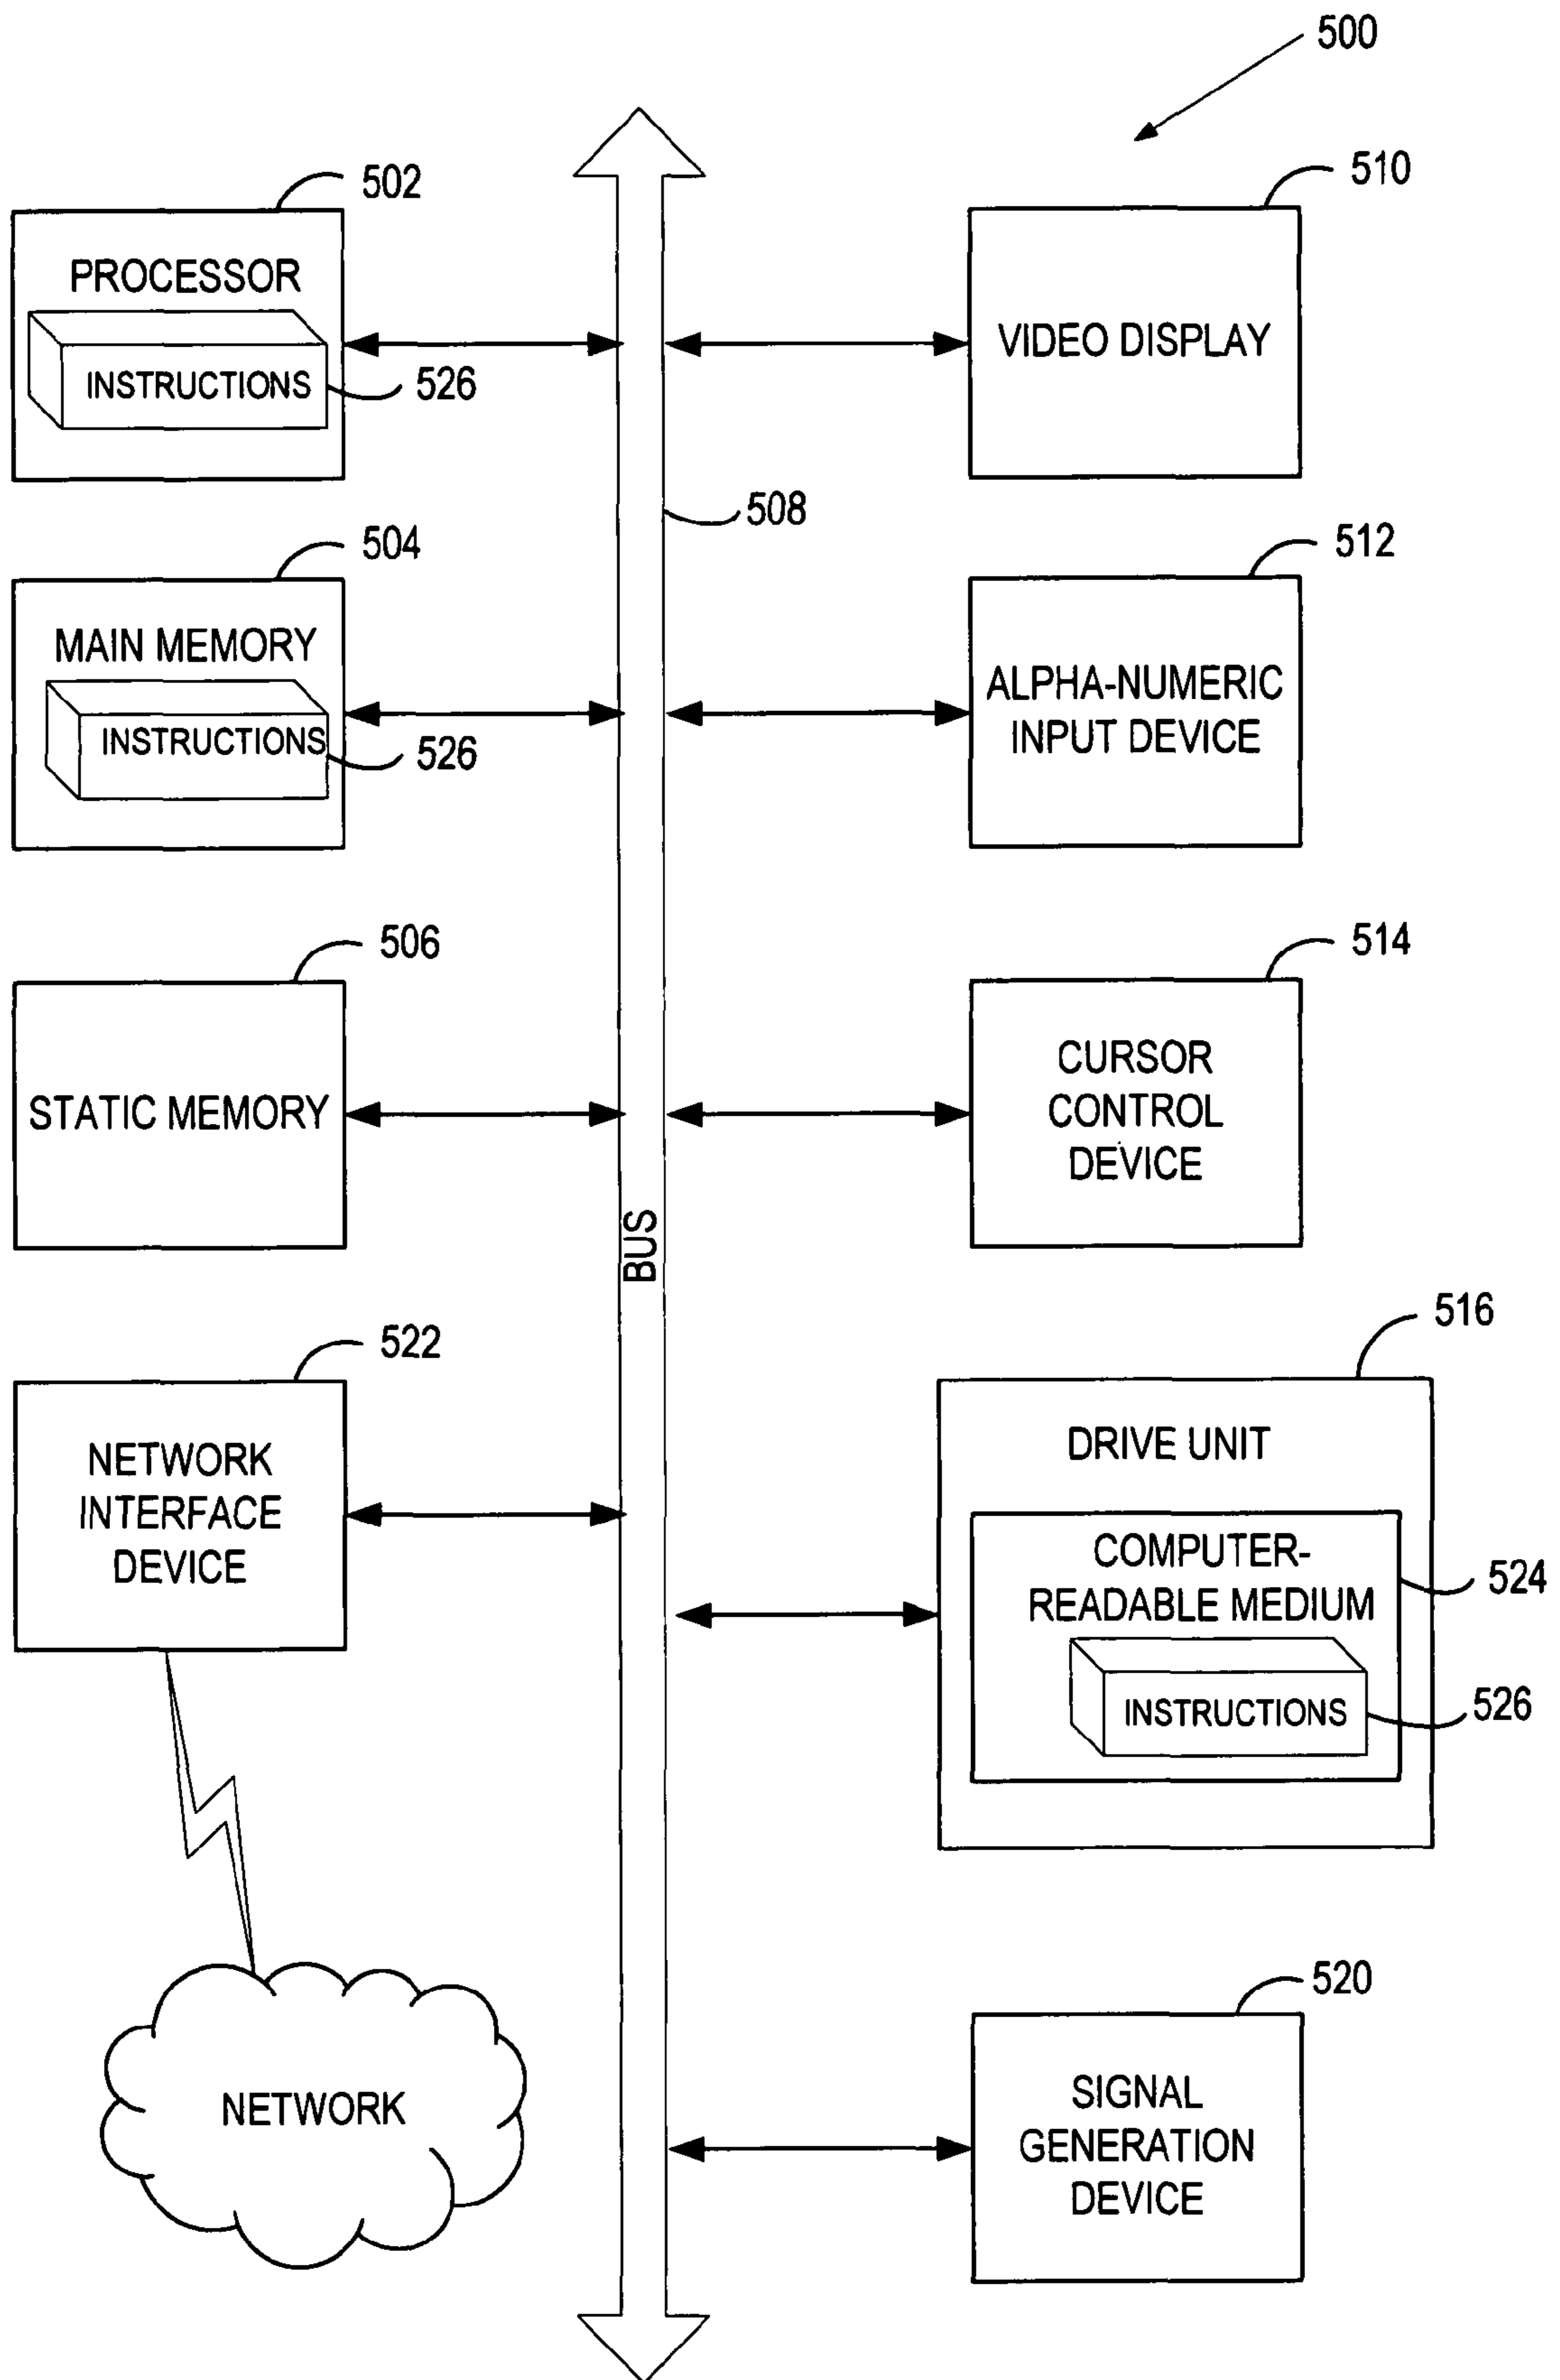 500
502
PROCESSOR
INSTRUCTIONS
526
510
VIDEO DISPLAY
508
504
MAIN MEMORY
INSTRUCTIONS
526
512
ALPHA-NUMERIC
INPUT DEVICE
506
STATIC MEMORY
514
CURSOR
CONTROL
DEVICE
BUS
522
NETWORK
INTERFACE
DEVICE
516
DRIVE UNIT
COMPUTER-
READABLE MEDIUM
524
INSTRUCTIONS
526
NETWORK
520
SIGNAL
GENERATION
DEVICE